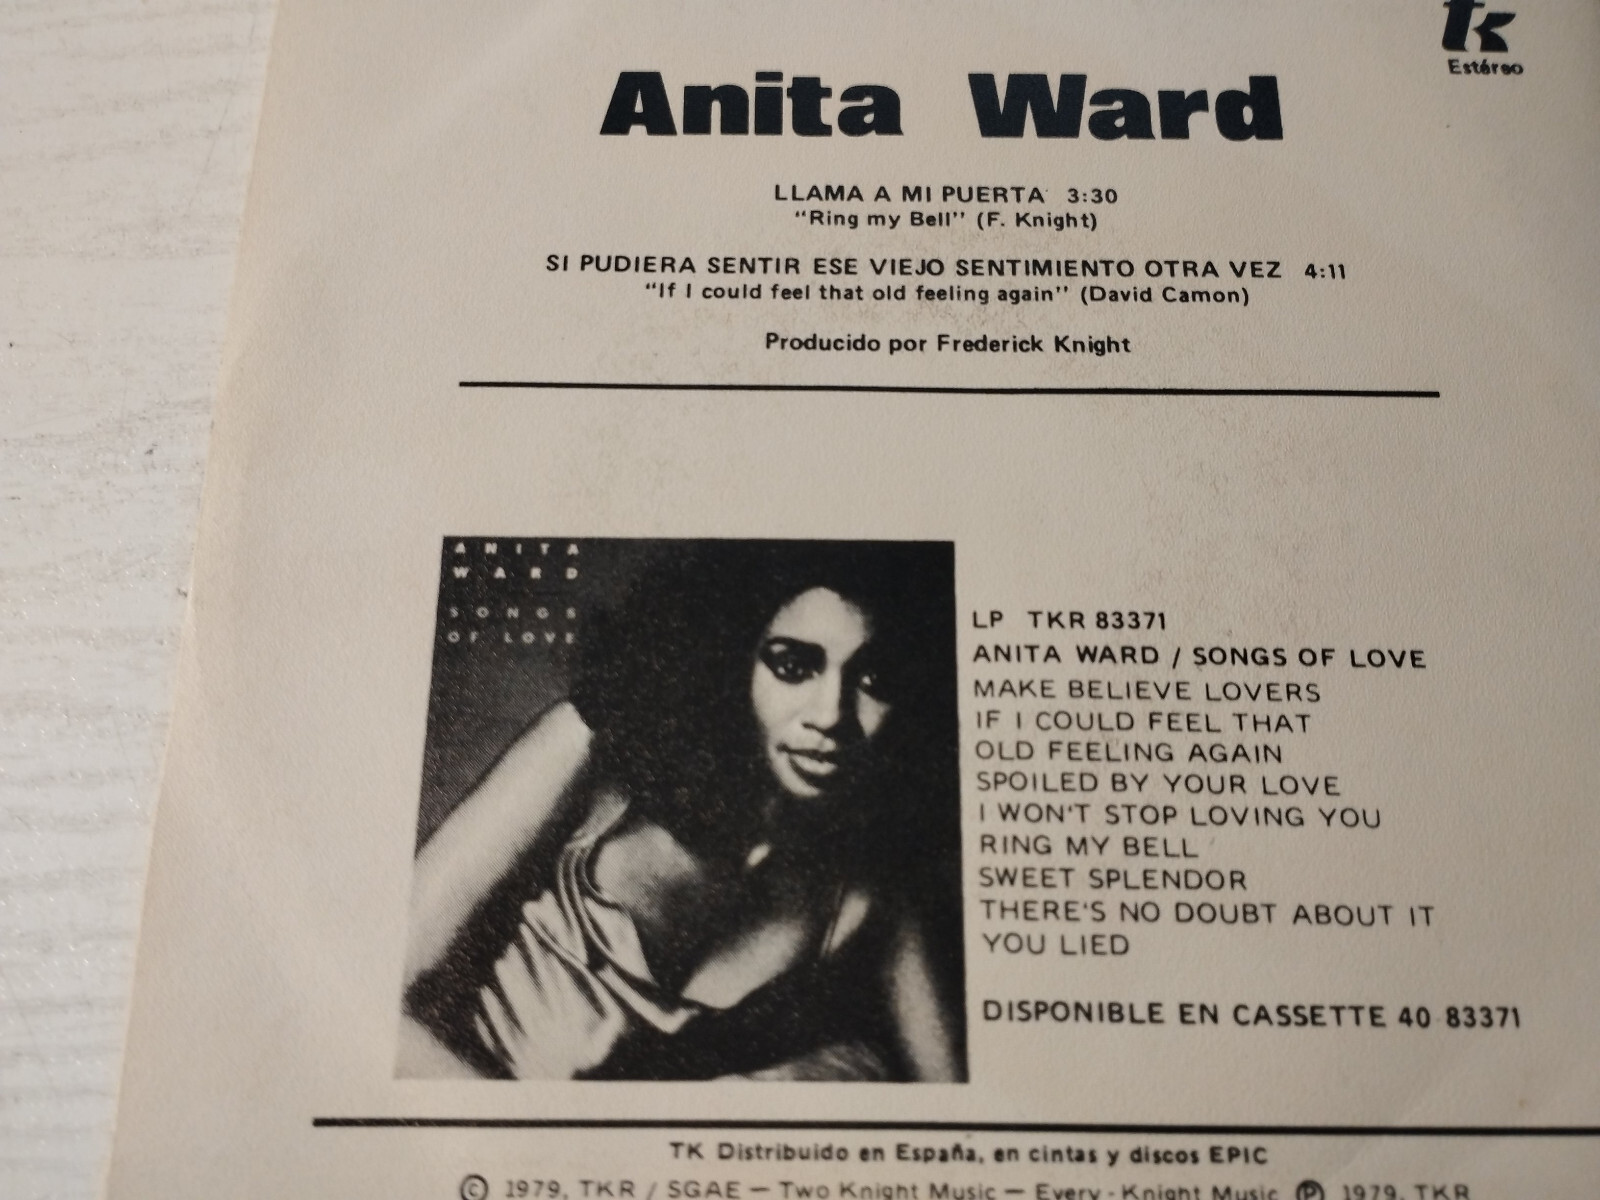 tk
Estéreo
Anita Ward
LLAMA A MI PUERTA 3:30
"Ring my Bell" (F. Knight)
SI PUDIERA SENTIR ESE VIEJO SENTIMIENTO OTRA VEZ 4:11
"If I could feel that old feeling again" (David Camon)
Producido por Frederick Knight
ANITA
WARD
SONGS
OF LOVE
LP TKR 83371
ANITA WARD / SONGS OF LOVE
MAKE BELIEVE LOVERS
IF I COULD FEEL THAT
OLD FEELING AGAIN
SPOILED BY YOUR LOVE
I WON'T STOP LOVING YOU
RING MY BELL
SWEET SPLENDOR
THERE'S NO DOUBT ABOUT IT
YOU LIED
DISPONIBLE EN CASSETTE 40 83371
TK Distribuido en España, en cintas y discos EPIC
© 1979, TKR / SGAE — Two Knight Music — Every-Knight Music ℗ 1979, TKR